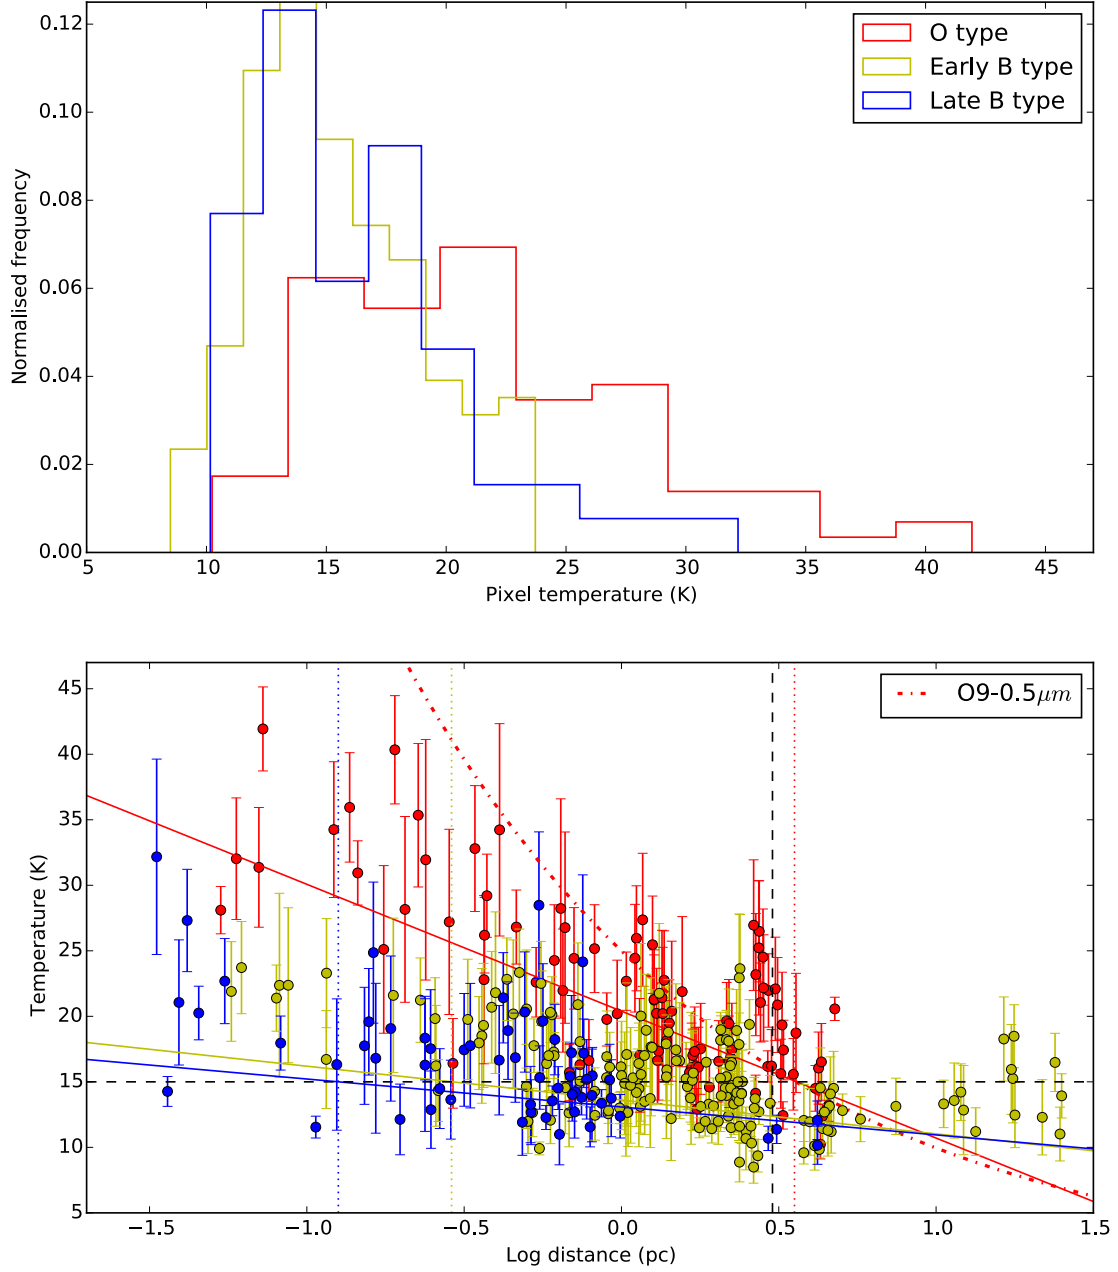 0.12
0.10
0.08
0.06
0.04
0.02
0.00
Normalised frequency
O type
Early B type
Late B type
5 10 15 20 25 30 35 40 45
Pixel temperature (K)
45
40
35
30
25
20
15
10
5
Temperature (K)
O9-0.5μm
−1.5 −1.0 −0.5 0.0 0.5 1.0 1.5
Log distance (pc)